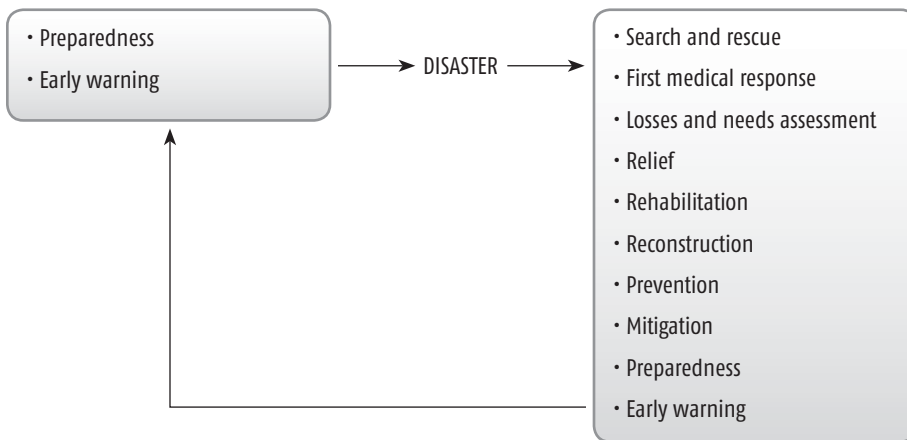 • Preparedness
• Early warning
DISASTER
• Search and rescue
• First medical response
• Losses and needs assessment
• Relief
• Rehabilitation
• Reconstruction
• Prevention
• Mitigation
• Preparedness
• Early warning